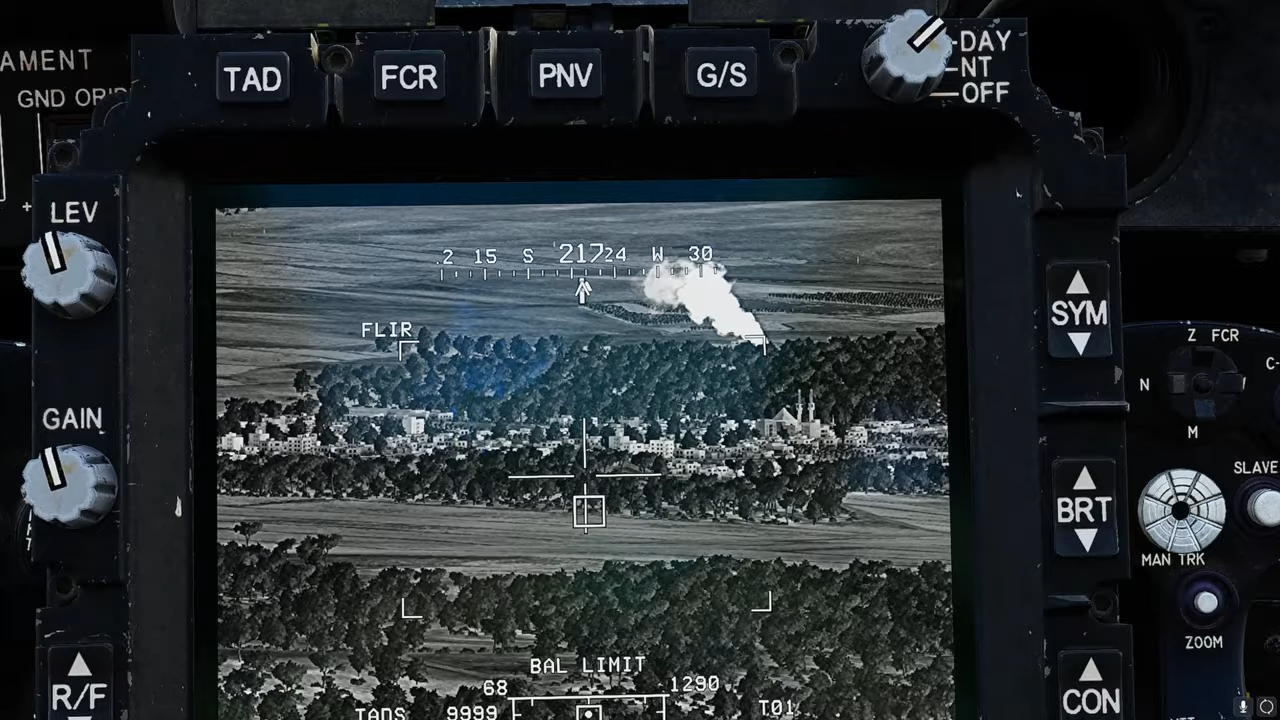 AMENT
GND ORID
TAD FCR PNV G/S
DAY
NT
OFF
LEV
GAIN
R/F
.2 15 S 217 24 W 30
FLIR
BAL LIMIT
68 1290
TADS 9999 T01
SYM
BRT
CON
Z FCR
N
C-
M
SLAVE
MAN TRK
ZOOM